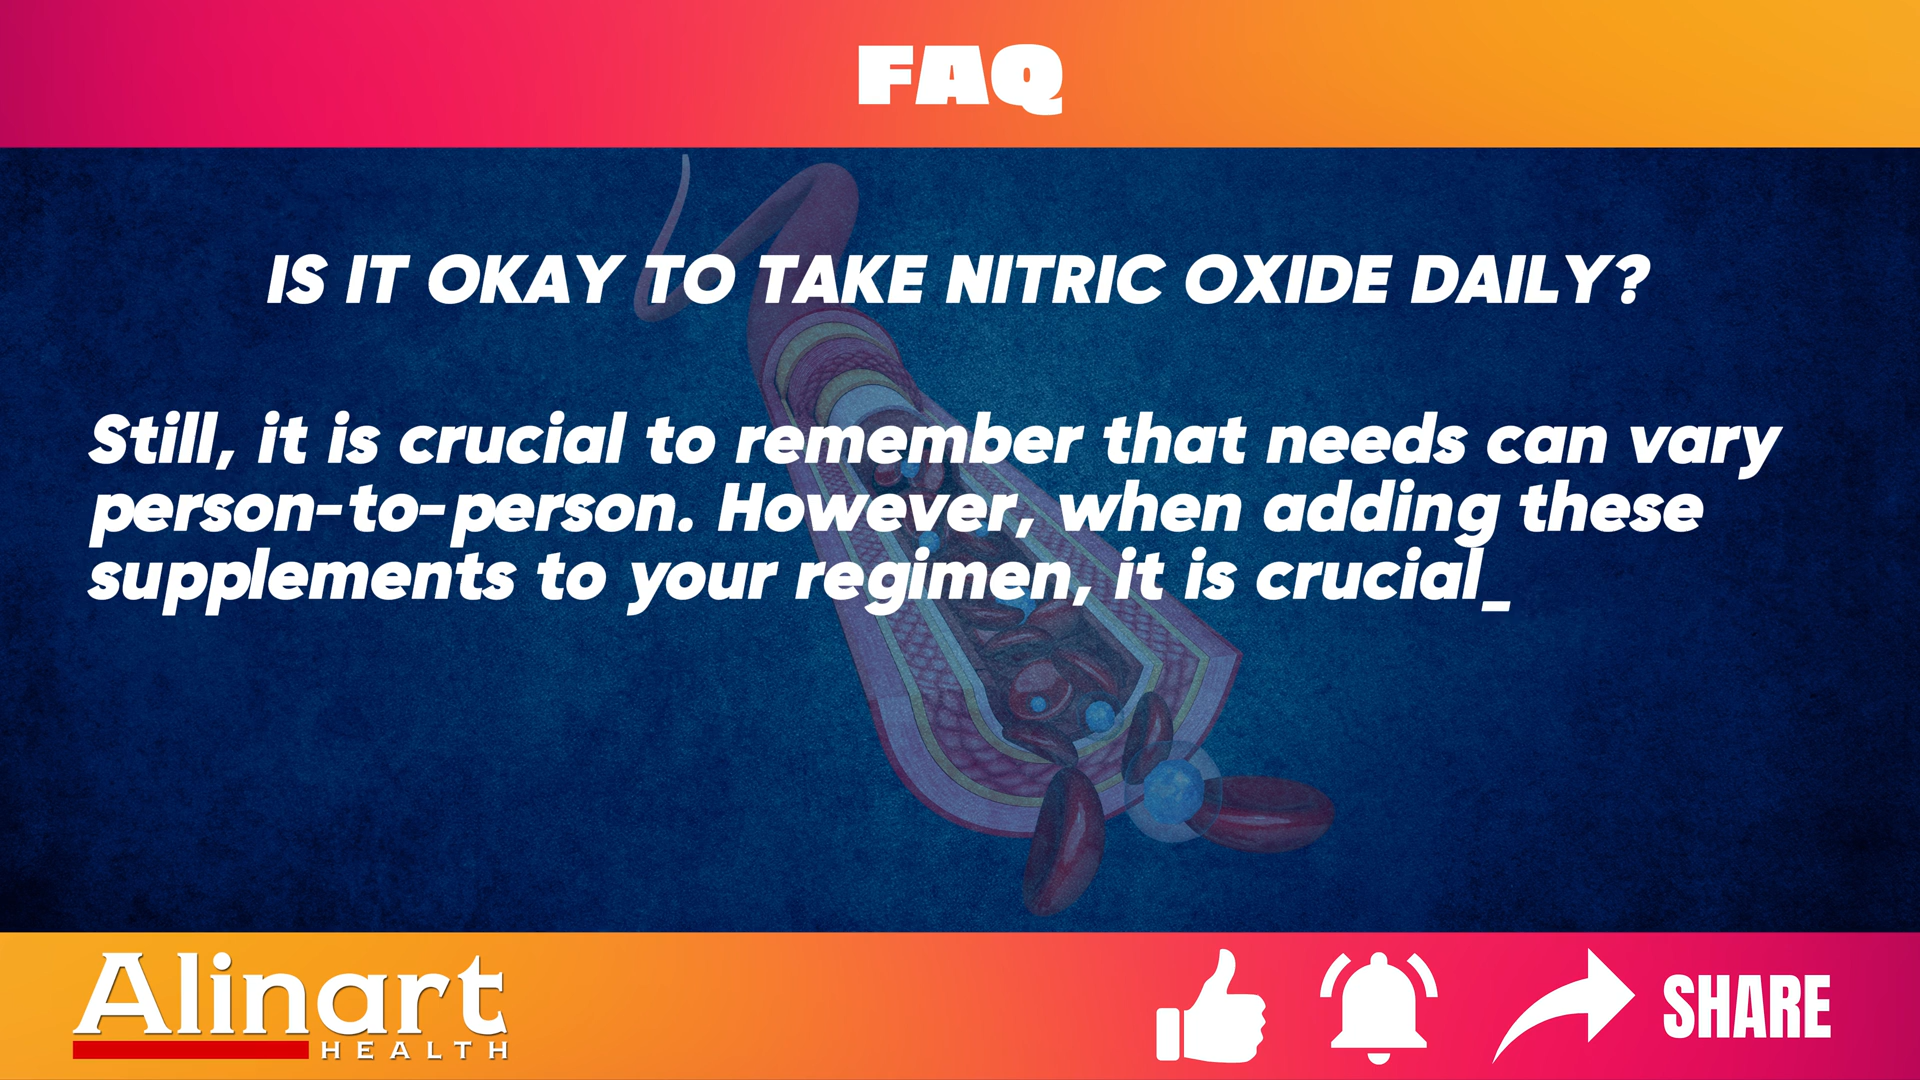 FAQ
IS IT OKAY TO TAKE NITRIC OXIDE DAILY?
Still, it is crucial to remember that needs can vary
person-to-person. However, when adding these
supplements to your regimen, it is crucial_
Alinart
HEALTH
SHARE